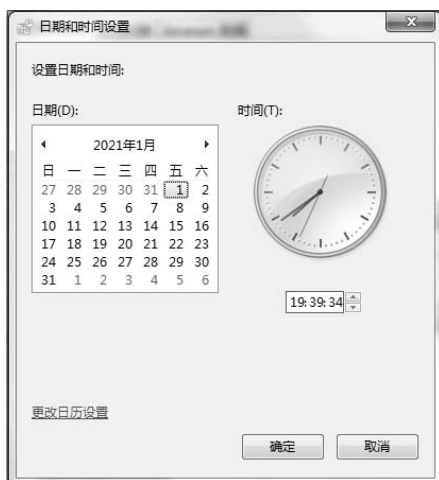 日期和时间设置
设置日期和时间:
日期(D):
时间(T):
2021年1月
日 一 二 三 四 五 六
27 28 29 30 31 1 2
3 4 5 6 7 8 9
10 11 12 13 14 15 16
17 18 19 20 21 22 23
24 25 26 27 28 29 30
31 1 2 3 4 5 6
19:39:34
更改日历设置
确定 取消